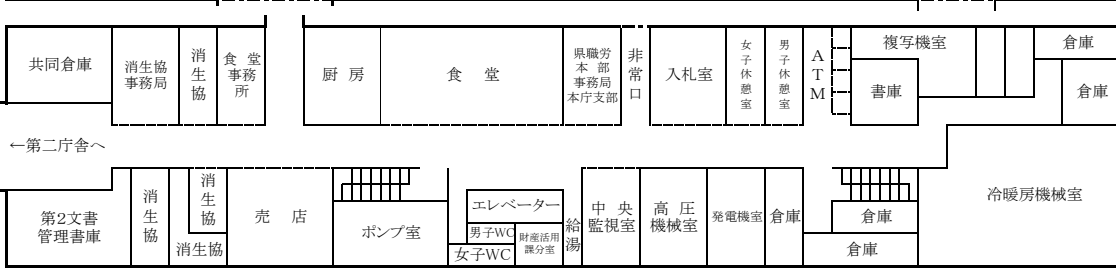 共同倉庫
消生協
事務局
消生協
食堂
事務所
厨房
食堂
県職労
本部
事務局
本庁支部
非常口
入札室
女子休憩室
男子休憩室
ATM
複写機室
書庫
倉庫
倉庫
←第二庁舎へ
第2文書
管理書庫
消生協
消生協
消生協
売店
ポンプ室
エレベーター
男子WC
女子WC
財産活用
課分室
給湯
中央
監視室
高圧
機械室
発電機室
倉庫
倉庫
倉庫
冷暖房機械室